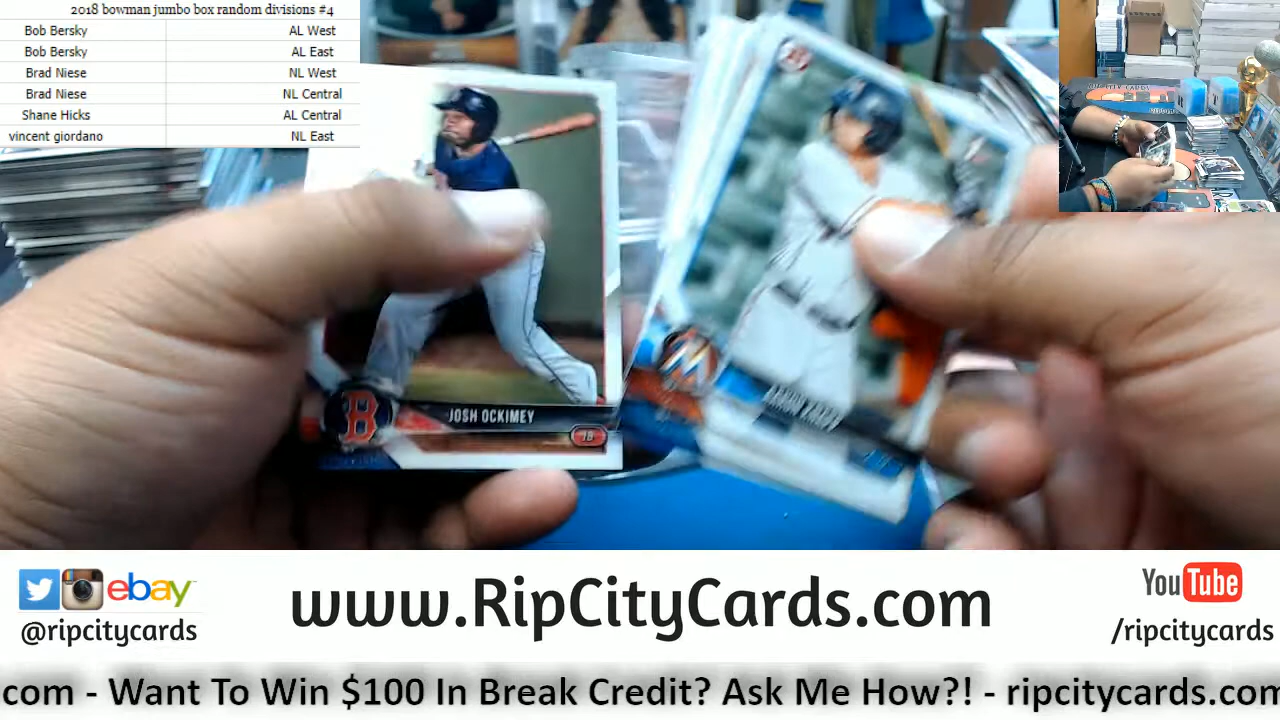 2018 bowman jumbo box random divisions #4
Bob Bersky AL West
Bob Bersky AL East
Brad Niese NL West
Brad Niese NL Central
Shane Hicks AL Central
vincent giordano NL East
B
JOSH OCKIMEY
1B
M
ebay
@ripcitycards
www.RipCityCards.com
YouTube
/ripcitycards
com - Want To Win $100 In Break Credit? Ask Me How?! - ripcitycards.com